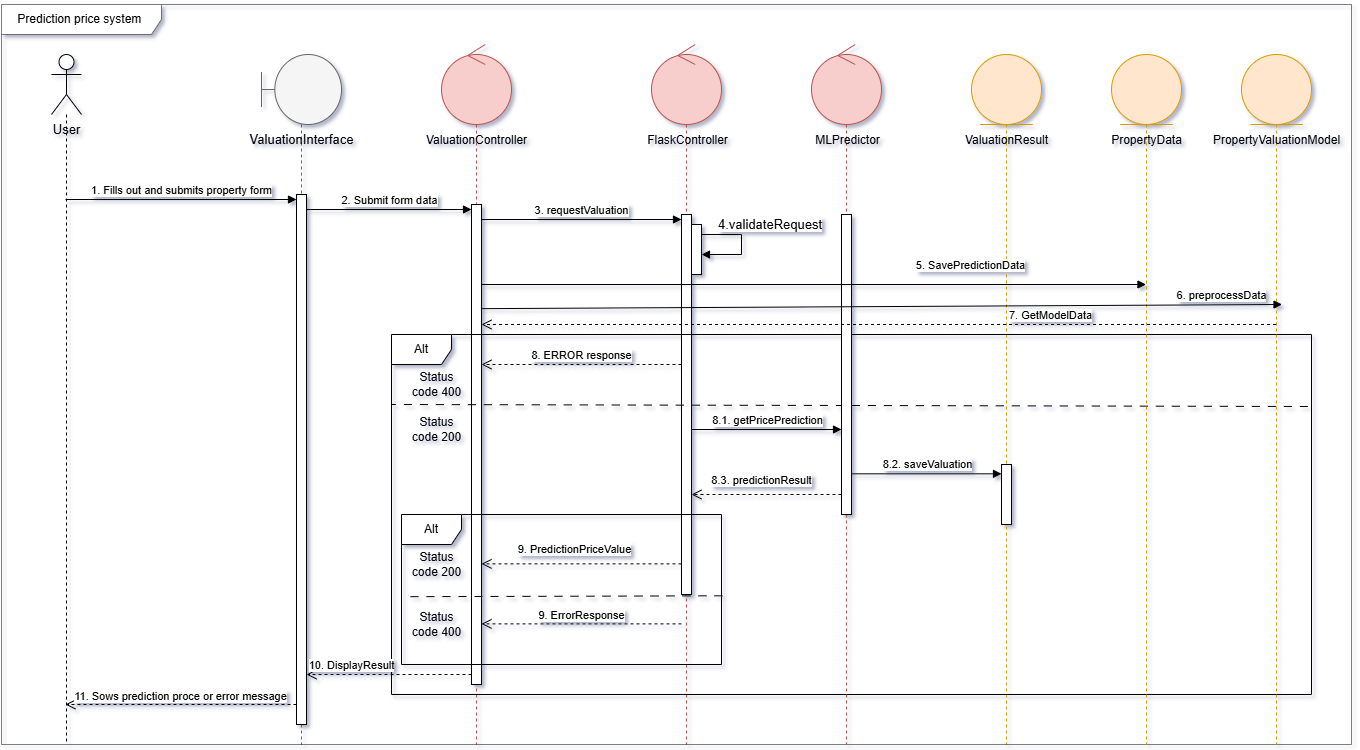 Prediction price system
User
ValuationInterface
ValuationController
FlaskController
MLPredictor
ValuationResult
PropertyData
PropertyValuationModel
1. Fills out and submits property form
2. Submit form data
3. requestValuation
4.validateRequest
5. SavePredictionData
6. preprocessData
7. GetModelData
Alt
8. ERROR response
Status
code 400
Status
code 200
8.1. getPricePrediction
8.2. saveValuation
8.3. predictionResult
Alt
9. PredictionPriceValue
Status
code 200
9. ErrorResponse
Status
code 400
10. DisplayResult
11. Sows prediction proce or error message